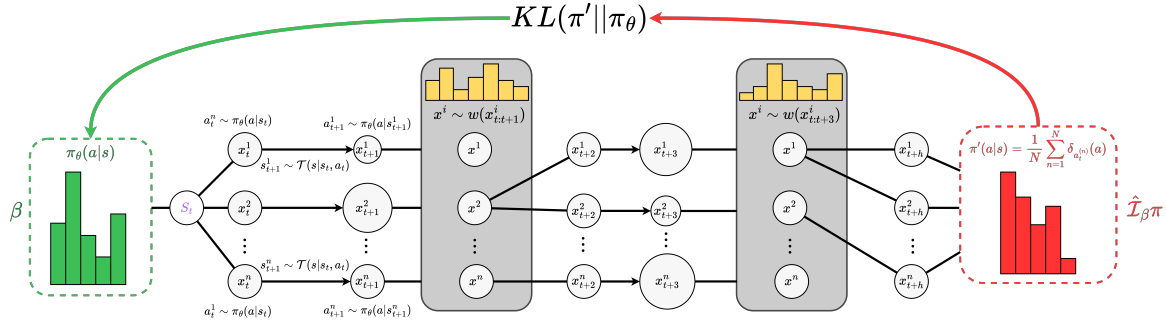 KL(π′||π_θ)
a_t^n ∼ π_θ(a|s_t)
a_{t+1}^1 ∼ π_θ(a|s_{t+1}^1)
x^i ∼ w(x_{t:t+1}^i)
x^i ∼ w(x_{t:t+3}^i)
π_θ(a|s)
x_t^1
x_{t+1}^1
x^1
x_{t+2}^1
x_{t+3}^1
x^1
x_{t+h}^1
π′(a|s) = \frac{1}{N} \sum_{n=1}^{N} δ_{a_t^{(n)}}(a)
s_{t+1}^1 ∼ 𝒯(s|s_t, a_t)
β
S_t
x_t^2
x_{t+1}^2
x^2
x_{t+2}^2
x_{t+3}^2
x^2
x_{t+h}^2
\hat{ℐ}_β π
s_{t+1}^n ∼ 𝒯(s|s_t, a_t)
x_t^n
x_{t+1}^n
x^n
x_{t+2}^n
x_{t+3}^n
x^n
x_{t+h}^n
a_t^1 ∼ π_θ(a|s_t)
a_{t+1}^n ∼ π_θ(a|s_{t+1}^n)